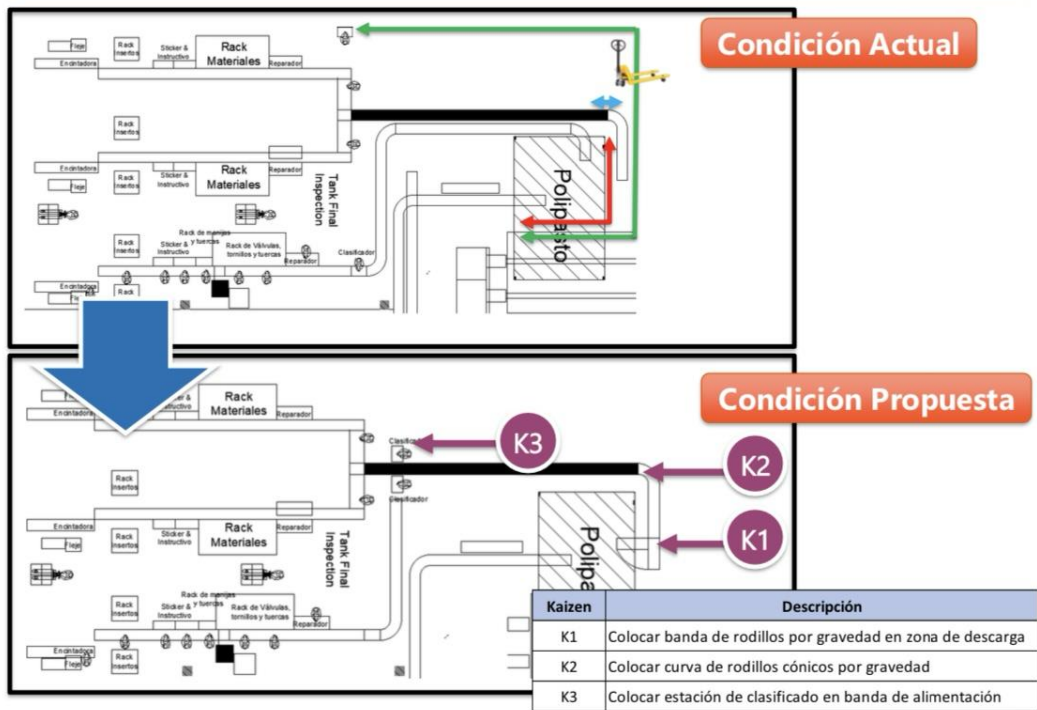 Condición Actual
Fleje
Rack
Insertos
Sticker &
Instructivo
Rack
Materiales
Encintadora
Reparador
Rack
Insertos
Encintadora
Fleje
Rack
Insertos
Sticker &
Instructivo
Rack
Materiales
Reparador
Tank Final
Inspection
Polipasto
Rack de manijas
y tuercas
Rack
Insertos
Sticker &
Instructivo
Rack de Válvulas,
tornillos y tuercas
Reparador
Clasificador
Encintadora
Fleje
Rack
Condición Propuesta
Fleje
Rack
Insertos
Sticker &
Instructivo
Rack
Materiales
Encintadora
Reparador
Clasificador
K3
K2
Rack
Insertos
Clasificador
Encintadora
Fleje
Rack
Insertos
Sticker &
Instructivo
Rack
Materiales
Reparador
Tank Final
Inspection
K1
Rack de manijas
y tuercas
Rack
Insertos
Sticker &
Instructivo
Rack de Válvulas,
tornillos y tuercas
Reparador
Encintadora
Fleje
Rack
Insertos
Kaizen Descripción
K1 Colocar banda de rodillos por gravedad en zona de descarga
K2 Colocar curva de rodillos cónicos por gravedad
K3 Colocar estación de clasificado en banda de alimentación